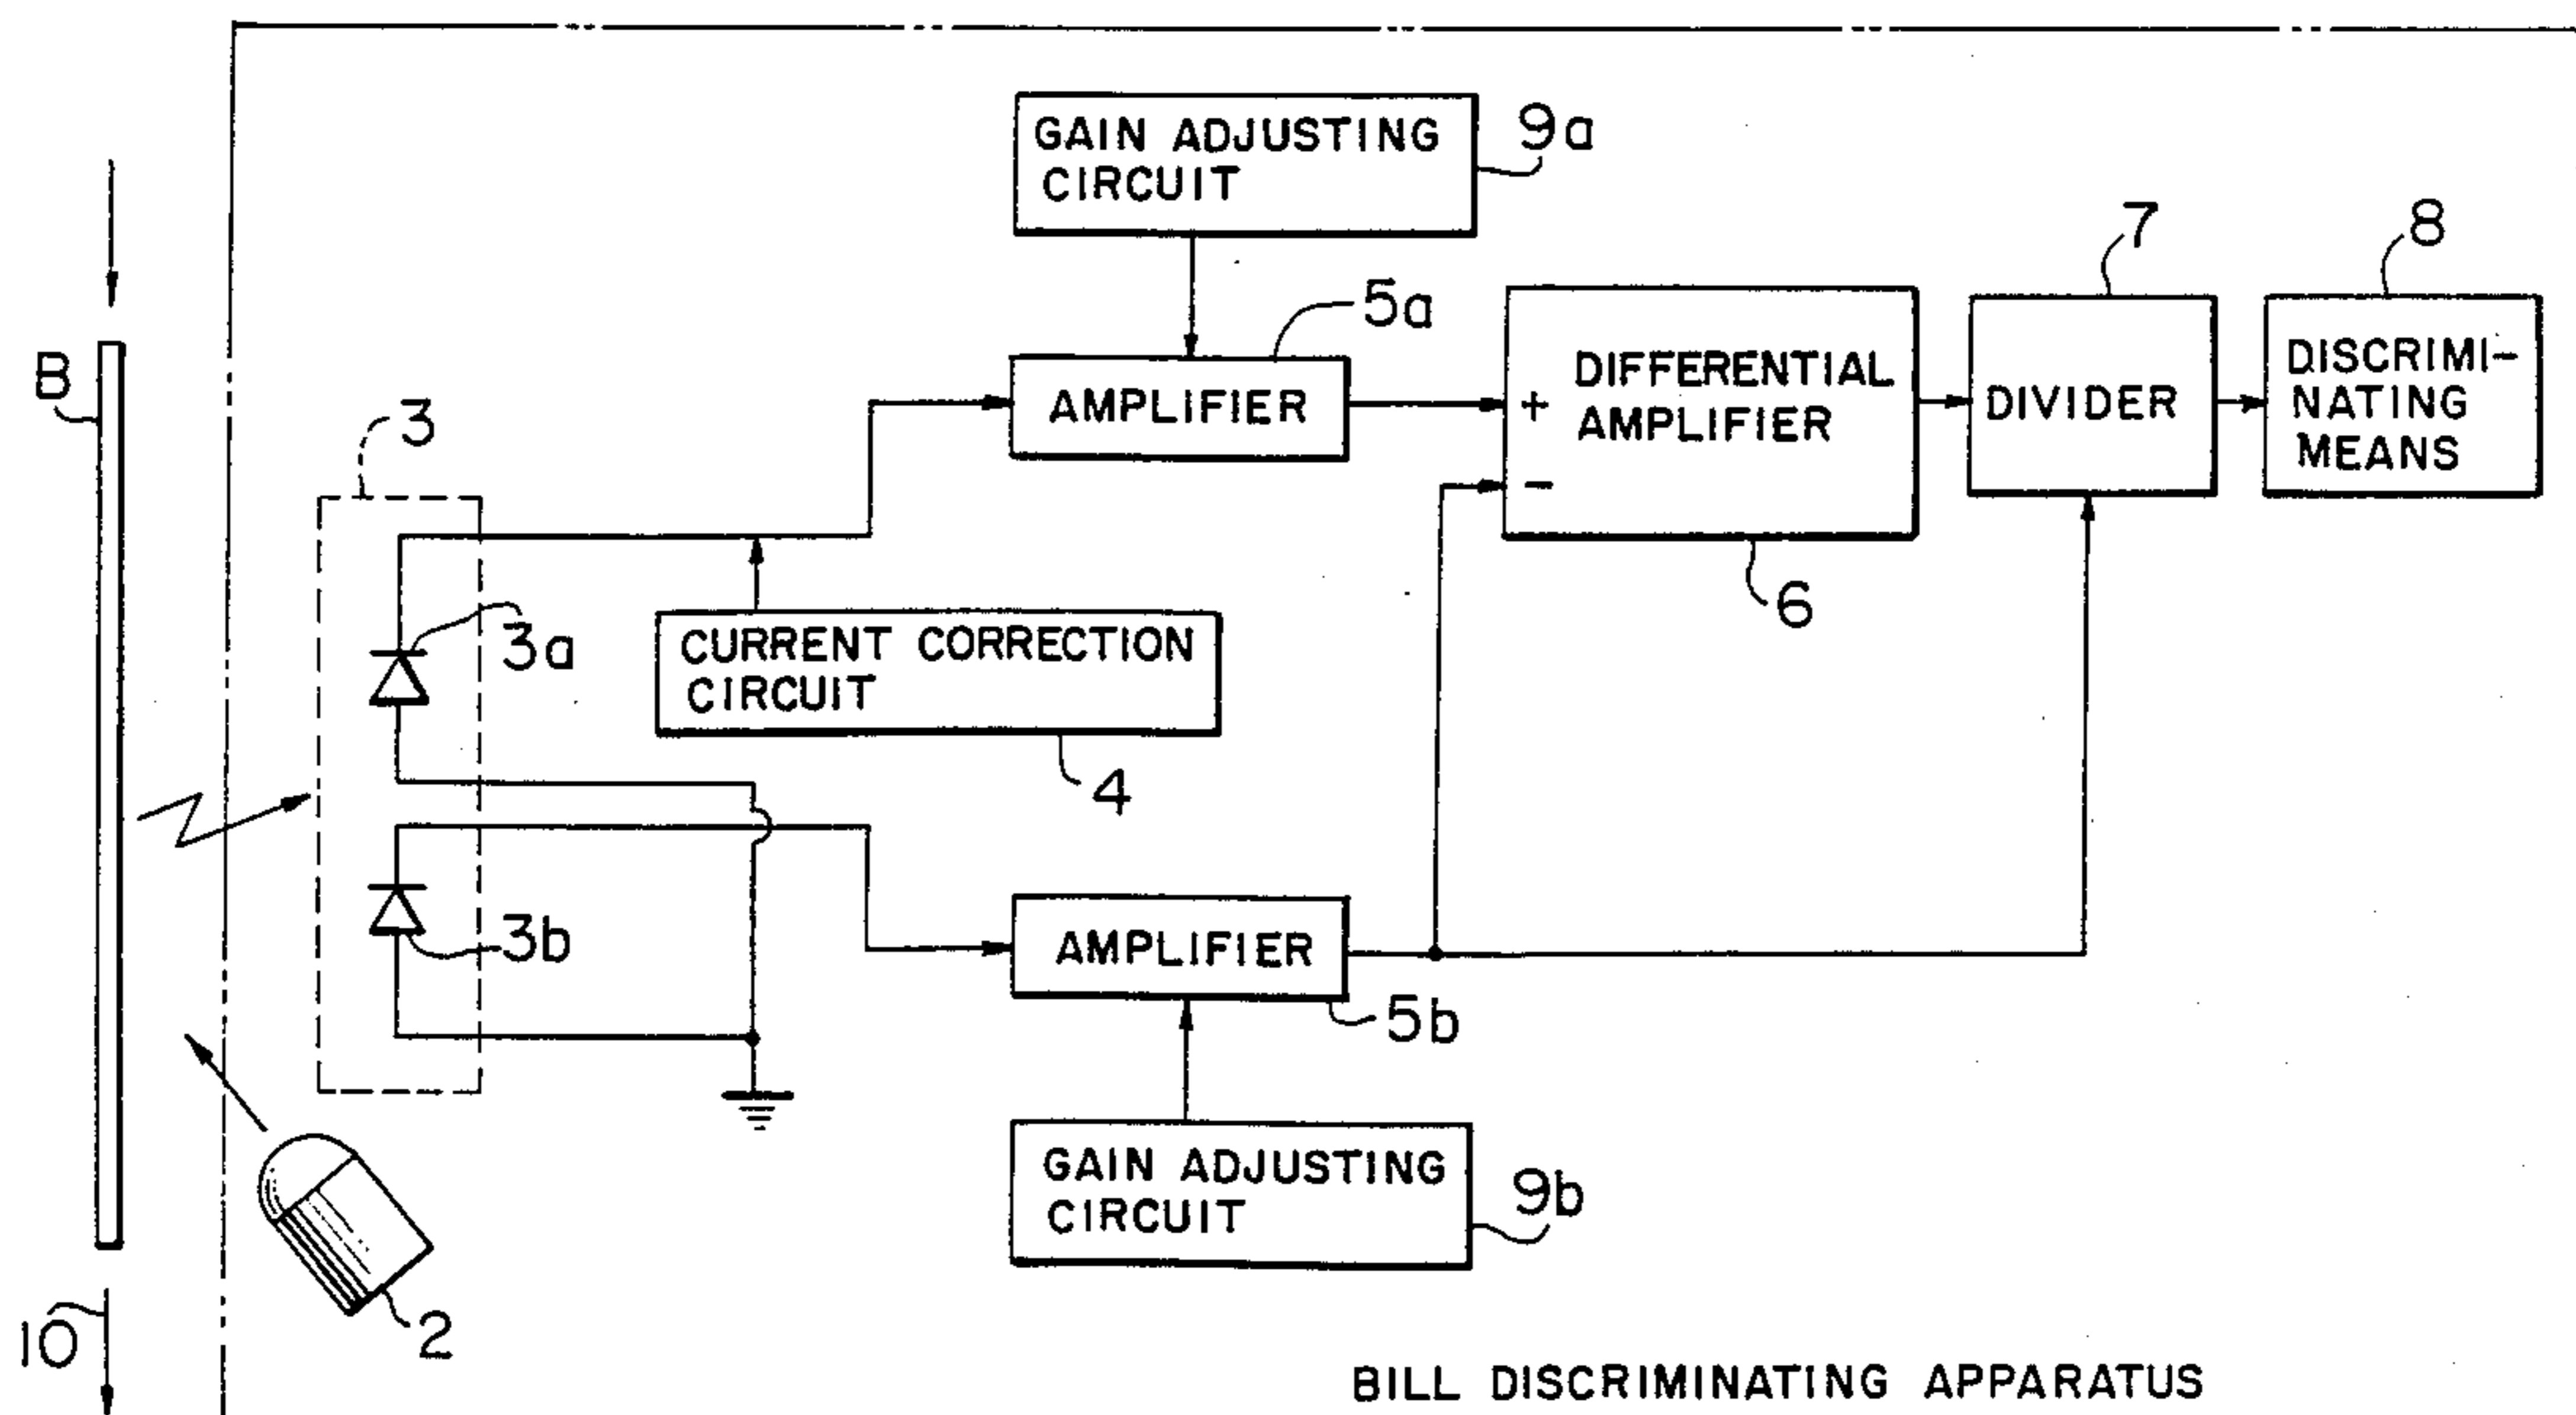 GAIN ADJUSTING
CIRCUIT
9a
5a
AMPLIFIER
+
-
DIFFERENTIAL
AMPLIFIER
6
7
DIVIDER
8
DISCRIMI-
NATING
MEANS
B
3
3a
CURRENT CORRECTION
CIRCUIT
4
3b
AMPLIFIER
5b
GAIN ADJUSTING
CIRCUIT
9b
2
10
BILL DISCRIMINATING APPARATUS